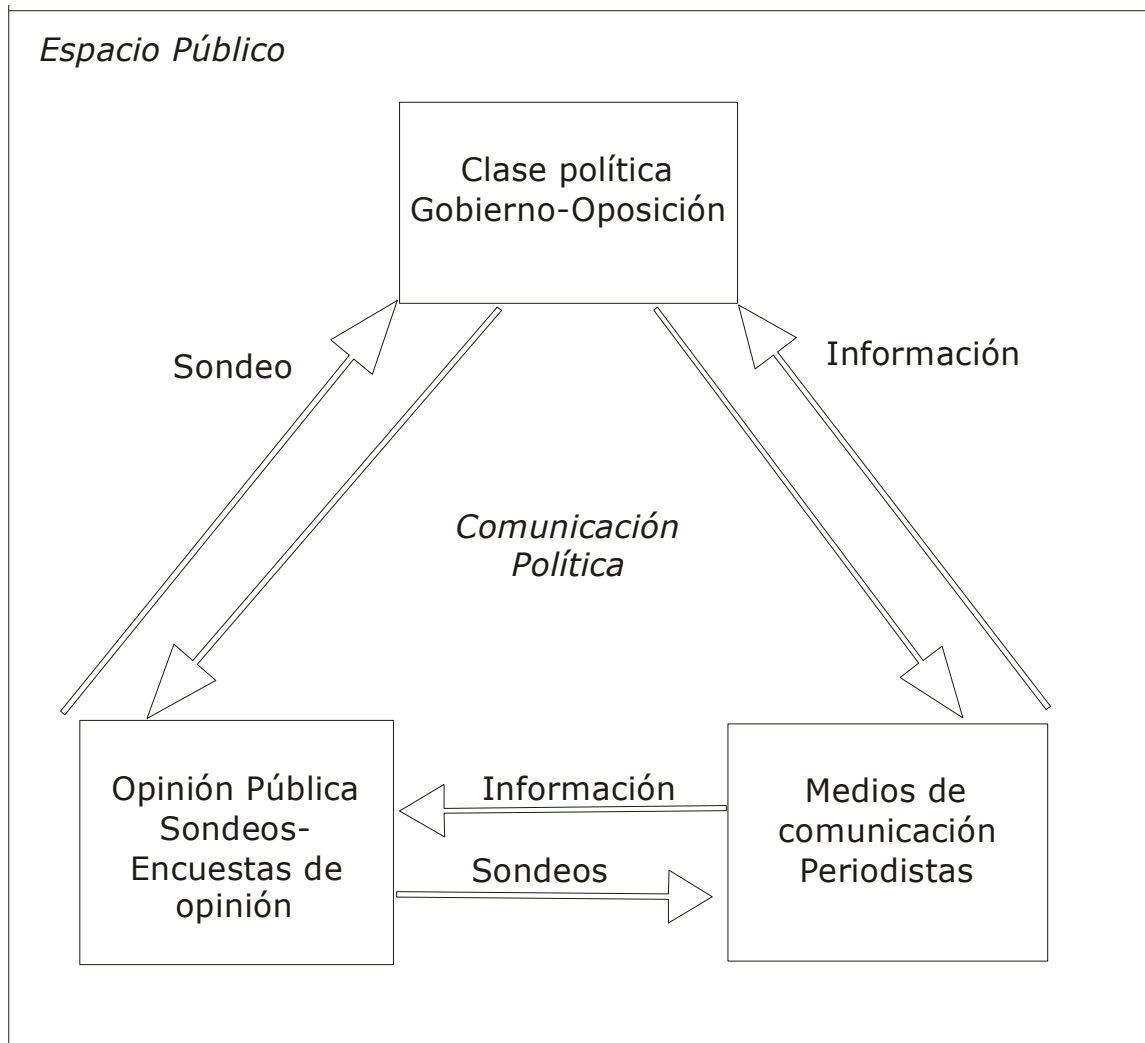 Espacio Público
Clase política
Gobierno-Oposición
Sondeo
Información
Comunicación
Política
Opinión Pública
Sondeos-
Encuestas de
opinión
Información
Sondeos
Medios de
comunicación
Periodistas